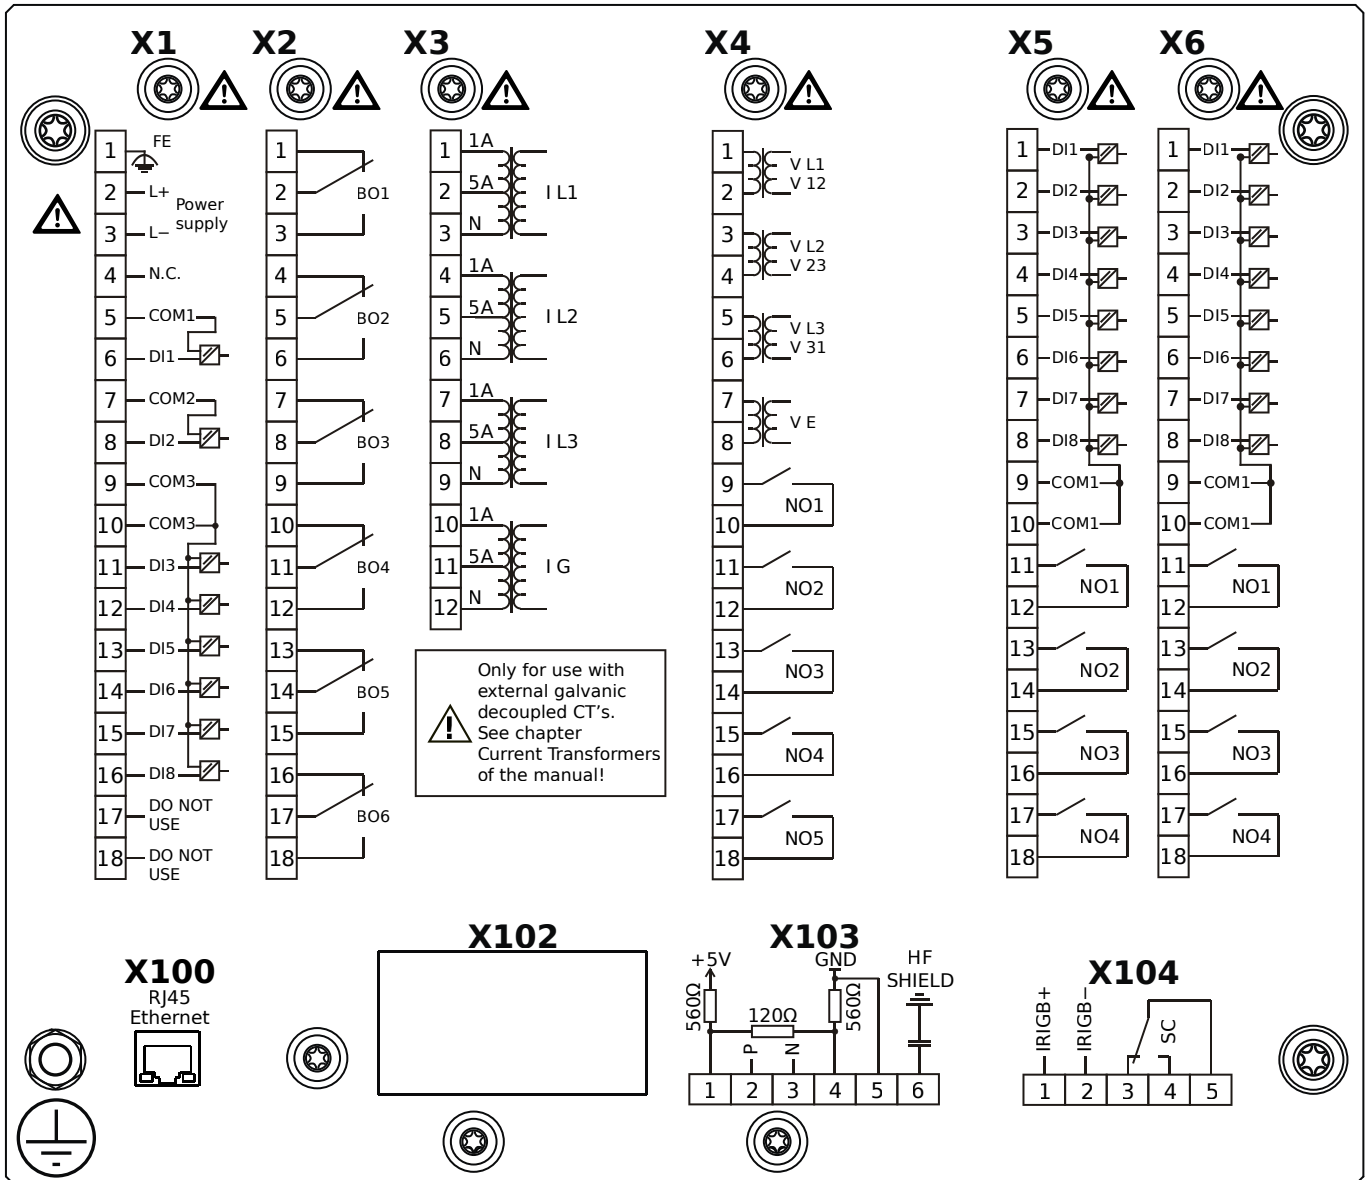 X1
X2
X3
X4
X5
X6
1
FE
2
L+
Power
supply
3
L−
4
N.C.
5
COM1
6
DI1
7
COM2
8
DI2
9
COM3
10
COM3
11
DI3
12
DI4
13
DI5
14
DI6
15
DI7
16
DI8
17
DO NOT
USE
18
DO NOT
USE
1
2
BO1
3
4
5
BO2
6
7
8
BO3
9
10
11
BO4
12
13
14
BO5
15
16
17
BO6
18
1
1A
2
5A
I L1
3
N
4
1A
5
5A
I L2
6
N
7
1A
8
5A
I L3
9
N
10
1A
11
5A
I G
12
N
Only for use with
external galvanic
decoupled CT's.
See chapter
Current Transformers
of the manual!
1
V L1
V 12
2
3
V L2
V 23
4
5
V L3
V 31
6
7
V E
8
9
NO1
10
11
NO2
12
13
NO3
14
15
NO4
16
17
NO5
18
1
DI1
2
DI2
3
DI3
4
DI4
5
DI5
6
DI6
7
DI7
8
DI8
9
COM1
10
COM1
11
NO1
12
13
NO2
14
15
NO3
16
17
NO4
18
1
DI1
2
DI2
3
DI3
4
DI4
5
DI5
6
DI6
7
DI7
8
DI8
9
COM1
10
COM1
11
NO1
12
13
NO2
14
15
NO3
16
17
NO4
18
X100
RJ45
Ethernet
X102
X103
+5V
GND
HF
SHIELD
560Ω
120Ω
560Ω
P
N
1
2
3
4
5
6
X104
IRIGB+
IRIGB−
SC
1
2
3
4
5